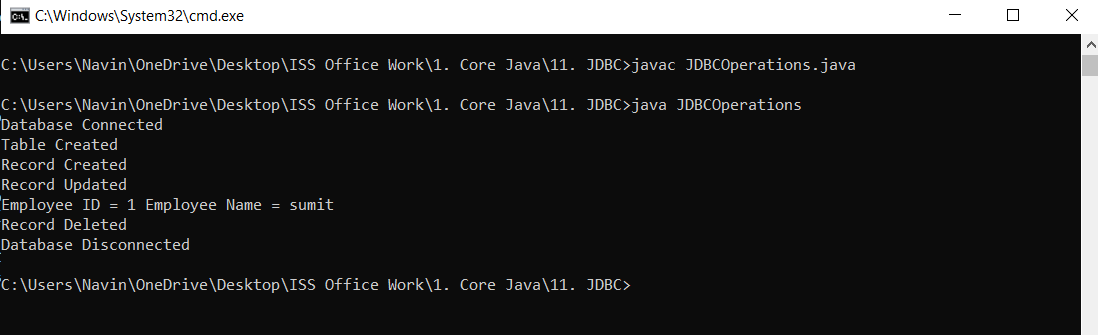 C:\Windows\System32\cmd.exe
C:\Users\Navin\OneDrive\Desktop\ISS Office Work\1. Core Java\11. JDBC>javac JDBCOperations.java
C:\Users\Navin\OneDrive\Desktop\ISS Office Work\1. Core Java\11. JDBC>java JDBCOperations
Database Connected
Table Created
Record Created
Record Updated
Employee ID = 1 Employee Name = sumit
Record Deleted
Database Disconnected
C:\Users\Navin\OneDrive\Desktop\ISS Office Work\1. Core Java\11. JDBC>